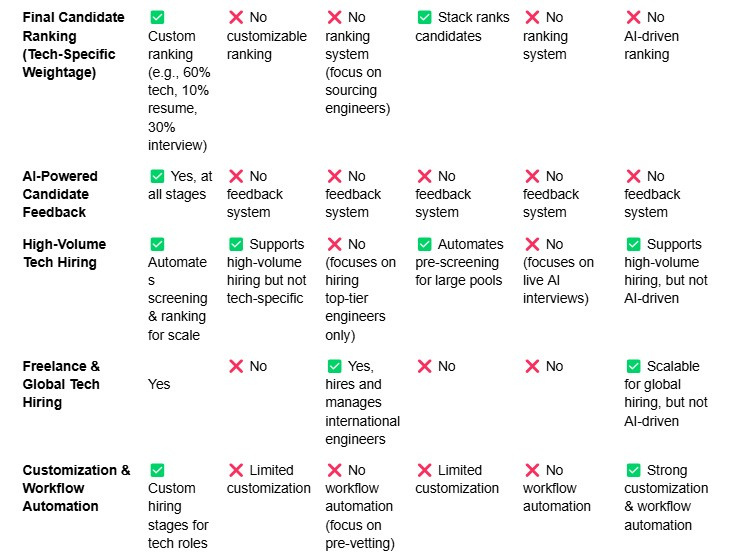 Final Candidate Ranking (Tech-Specific Weightage)
✅ Custom ranking (e.g., 60% tech, 10% resume, 30% interview)
❌ No customizable ranking
❌ No ranking system (focus on sourcing engineers)
✅ Stack ranks candidates
❌ No ranking system
❌ No AI-driven ranking
AI-Powered Candidate Feedback
✅ Yes, at all stages
❌ No feedback system
❌ No feedback system
❌ No feedback system
❌ No feedback system
❌ No feedback system
High-Volume Tech Hiring
✅ Automates screening & ranking for scale
✅ Supports high-volume hiring but not tech-specific
❌ No (focuses on hiring top-tier engineers only)
✅ Automates pre-screening for large pools
❌ No (focuses on live AI interviews)
✅ Supports high-volume hiring, but not AI-driven
Freelance & Global Tech Hiring
Yes
❌ No
✅ Yes, hires and manages international engineers
❌ No
❌ No
✅ Scalable for global hiring, but not AI-driven
Customization & Workflow Automation
✅ Custom hiring stages for tech roles
❌ Limited customization
❌ No workflow automation (focus on pre-vetting)
❌ Limited customization
❌ No workflow automation
✅ Strong customization & workflow automation